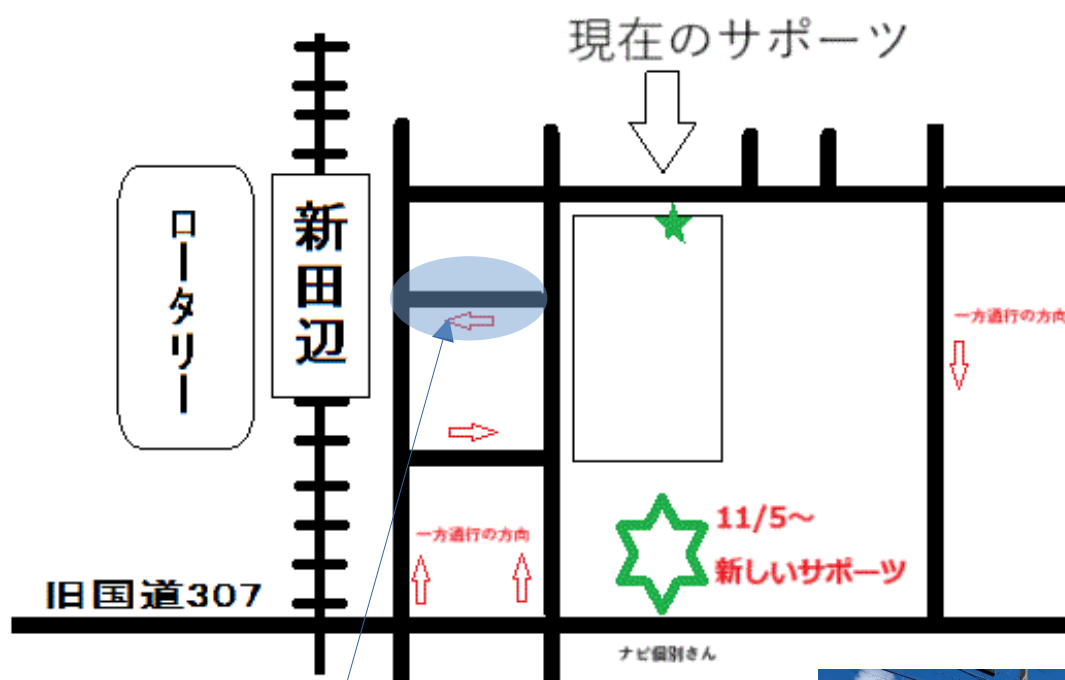 現在のサポーツ
ロータリー
新田辺
一方通行の方向
11/5～
新しいサポーツ
一方通行の方向
旧国道307
ナビ個別さん